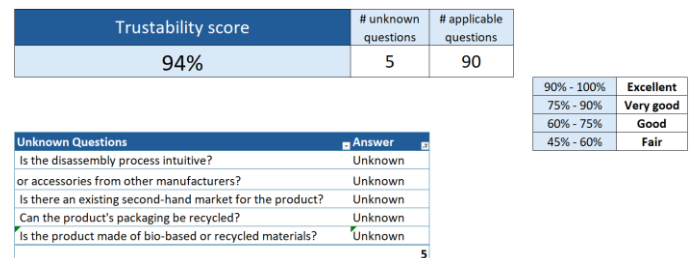 Trustability score
# unknown questions
# applicable questions
94%
5
90
90% - 100% Excellent
75% - 90% Very good
60% - 75% Good
45% - 60% Fair
Unknown Questions Answer
Is the disassembly process intuitive? Unknown
or accessories from other manufacturers? Unknown
Is there an existing second-hand market for the product? Unknown
Can the product's packaging be recycled? Unknown
Is the product made of bio-based or recycled materials? Unknown
5